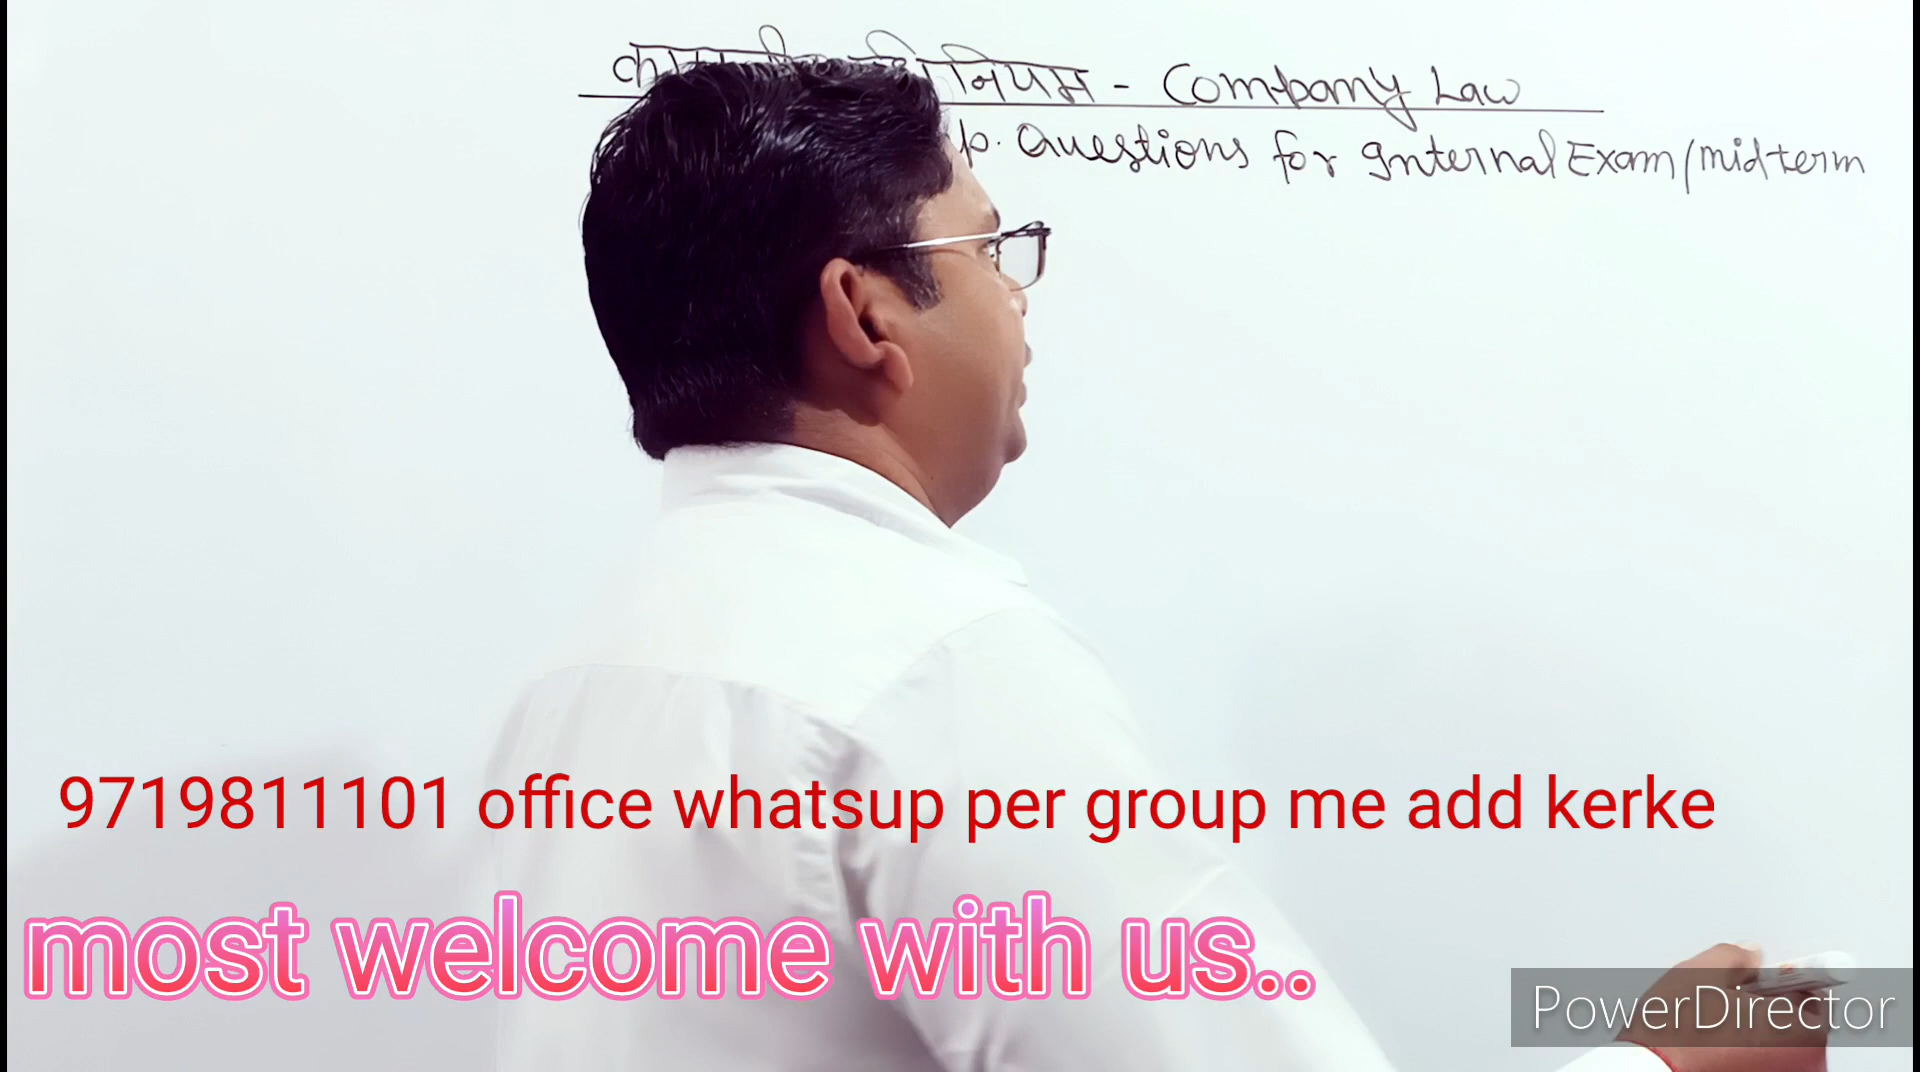 नियम - Company Law
Questions for Internal Exam/midterm
9719811101 office whatsup per group me add kerke
most welcome with us..
PowerDirector